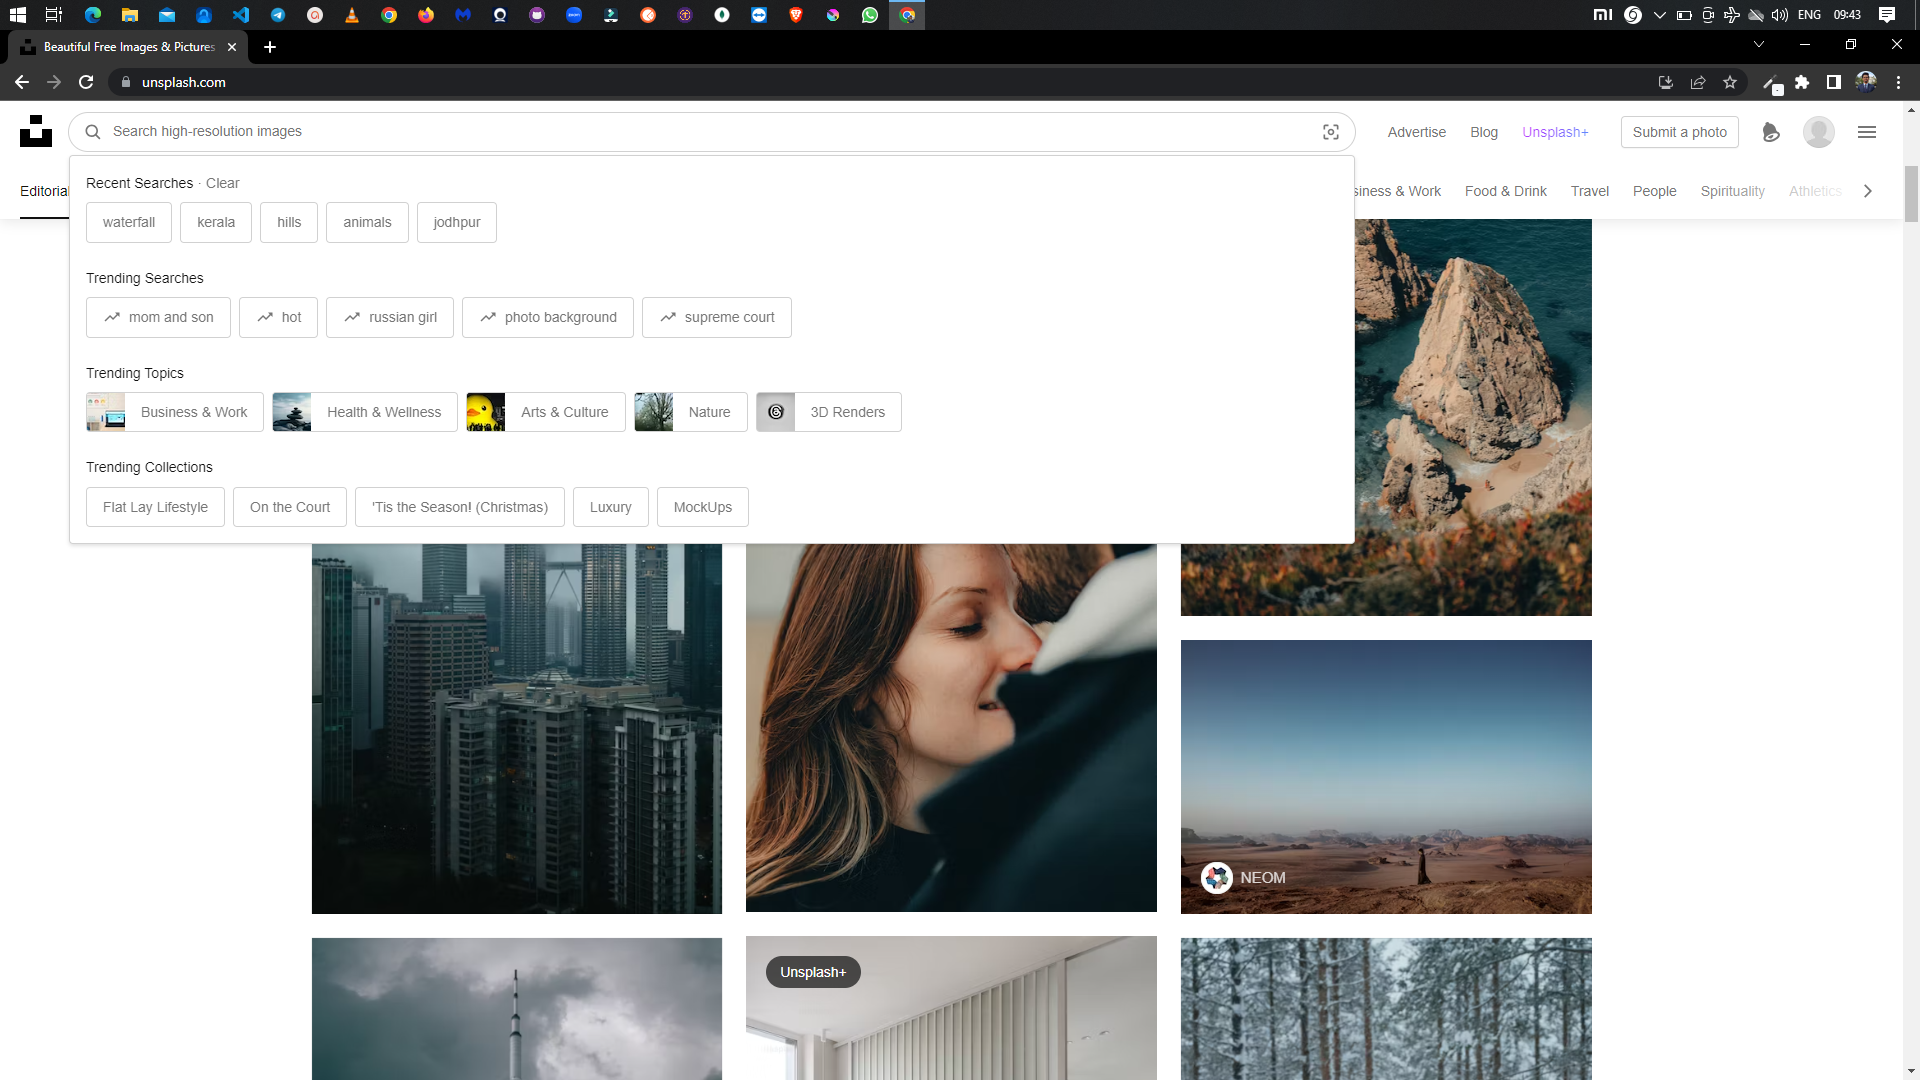 ENG 09:43
Beautiful Free Images & Pictures
unsplash.com
Search high-resolution images
Advertise Blog Unsplash+ Submit a photo
Editorial
Recent Searches · Clear
siness & Work Food & Drink Travel People Spirituality Athletics
waterfall kerala hills animals jodhpur
Trending Searches
mom and son hot russian girl photo background supreme court
Trending Topics
Business & Work Health & Wellness Arts & Culture Nature 3D Renders
Trending Collections
Flat Lay Lifestyle On the Court 'Tis the Season! (Christmas) Luxury MockUps
NEOM
Unsplash+